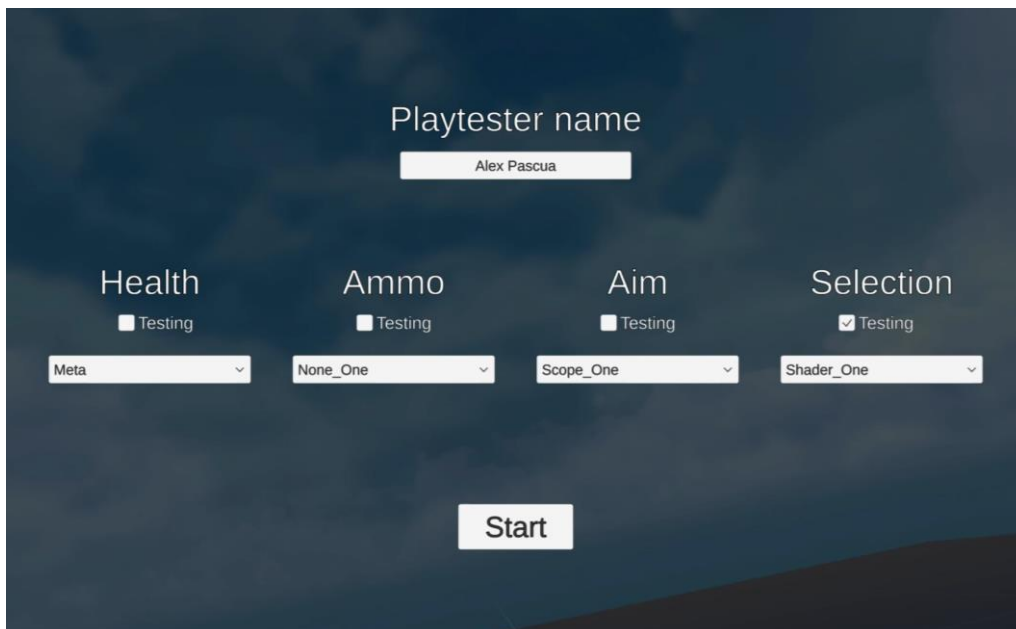 Playtester name
Alex Pascua
Health Ammo Aim Selection
Testing Testing Testing Testing
Meta None_One Scope_One Shader_One
Start